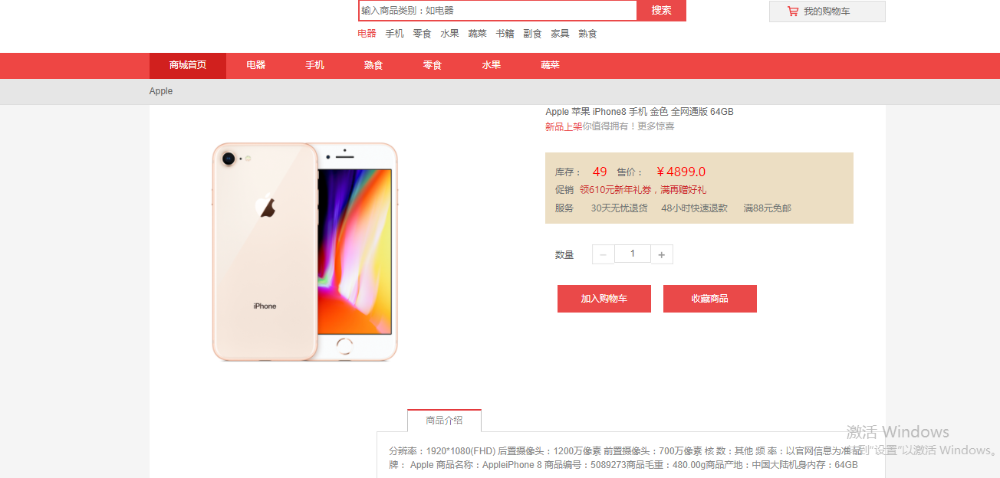 输入商品类别：如电器
搜索
我的购物车
电器 手机 零食 水果 蔬菜 书籍 副食 家具 熟食
商城首页 电器 手机 熟食 零食 水果 蔬菜
Apple
Apple 苹果 iPhone8 手机 金色 全网通版 64GB
新品上架你值得拥有！更多惊喜
库存： 49 售价： ￥4899.0
促销 领610元新年礼券，满再赠好礼
服务 30天无忧退货 48小时快速退款 满88元免邮
数量 − 1 +
加入购物车 收藏商品
iPhone
商品介绍
分辨率：1920*1080(FHD) 后置摄像头：1200万像素 前置摄像头：700万像素 核 数：其他 频 率：以官网信息为准 品
牌： Apple 商品名称：AppleiPhone 8 商品编号：5089273商品毛重：480.00g商品产地：中国大陆机身内存：64GB
激活 Windows
转到"设置"以激活 Windows。